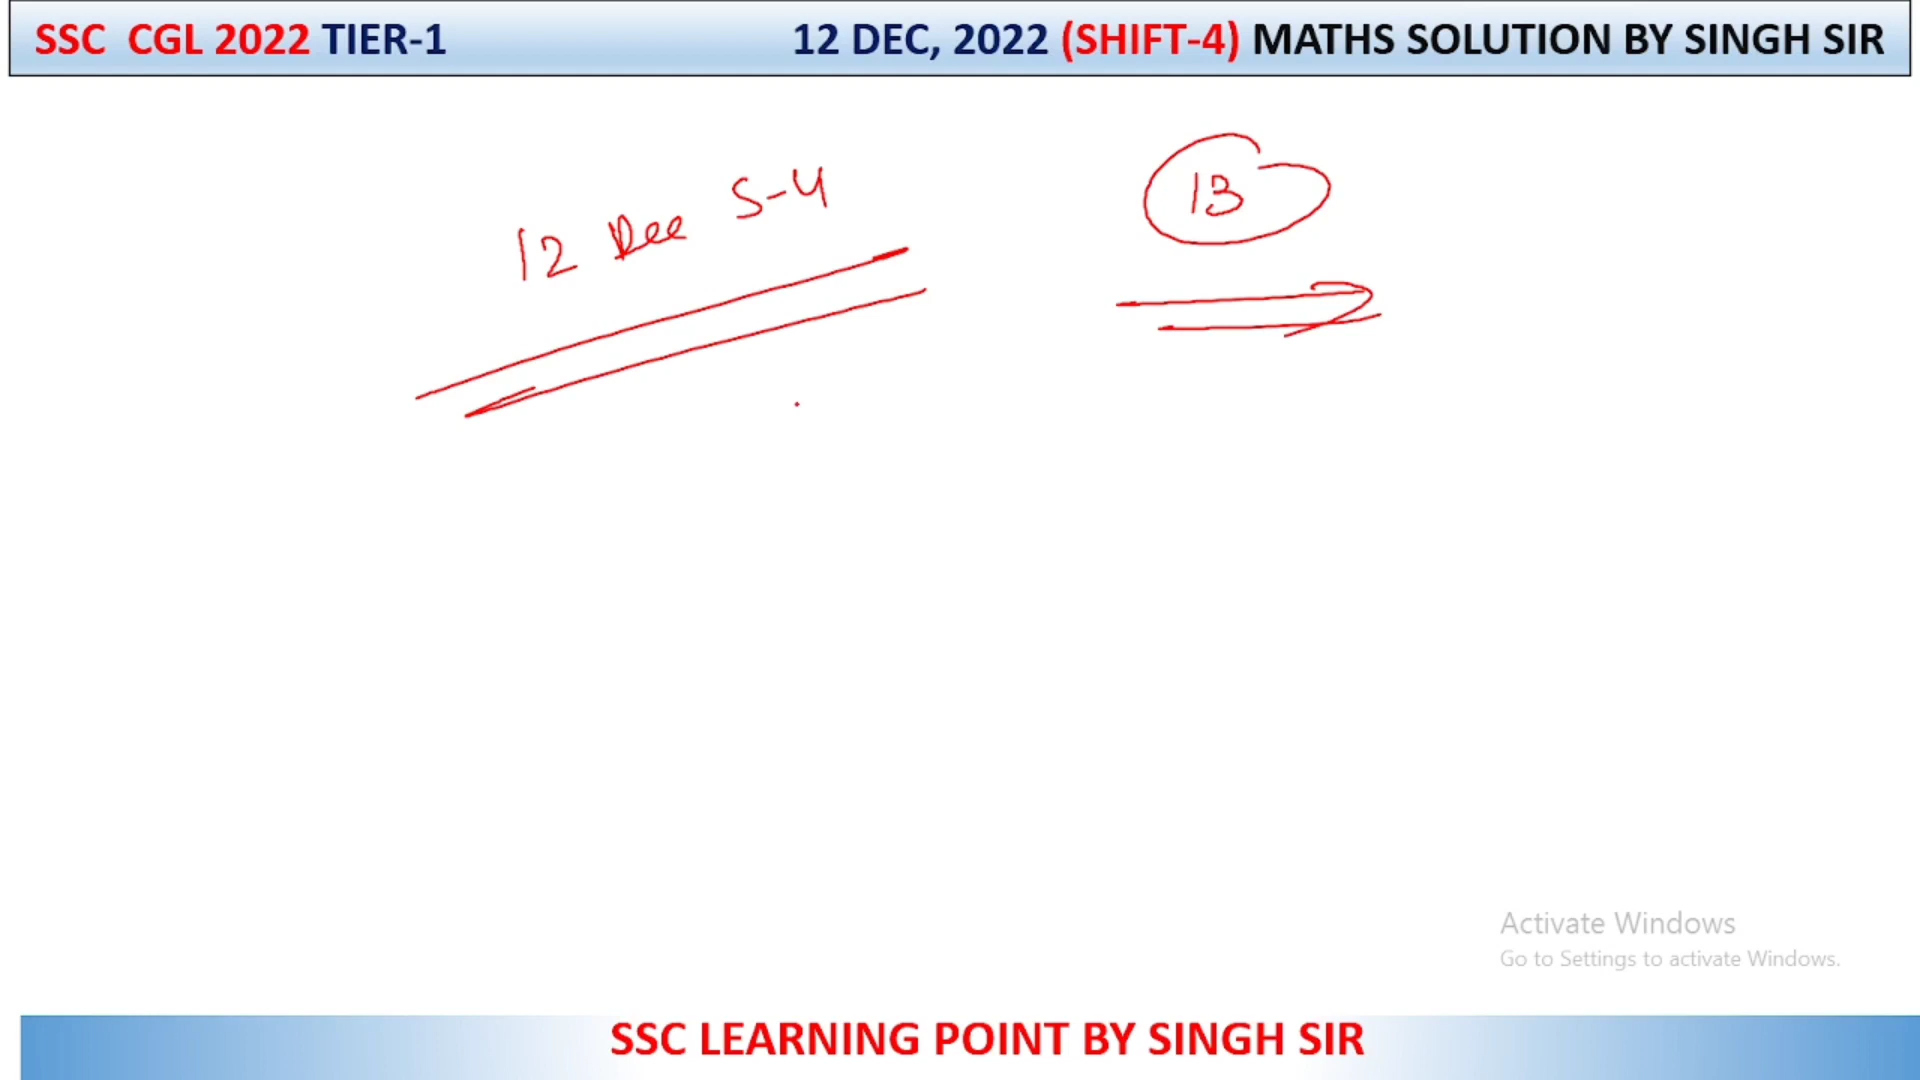 SSC CGL 2022 TIER-1 12 DEC, 2022 (SHIFT-4) MATHS SOLUTION BY SINGH SIR
12 Dec S-4
13
Activate Windows
Go to Settings to activate Windows.
SSC LEARNING POINT BY SINGH SIR